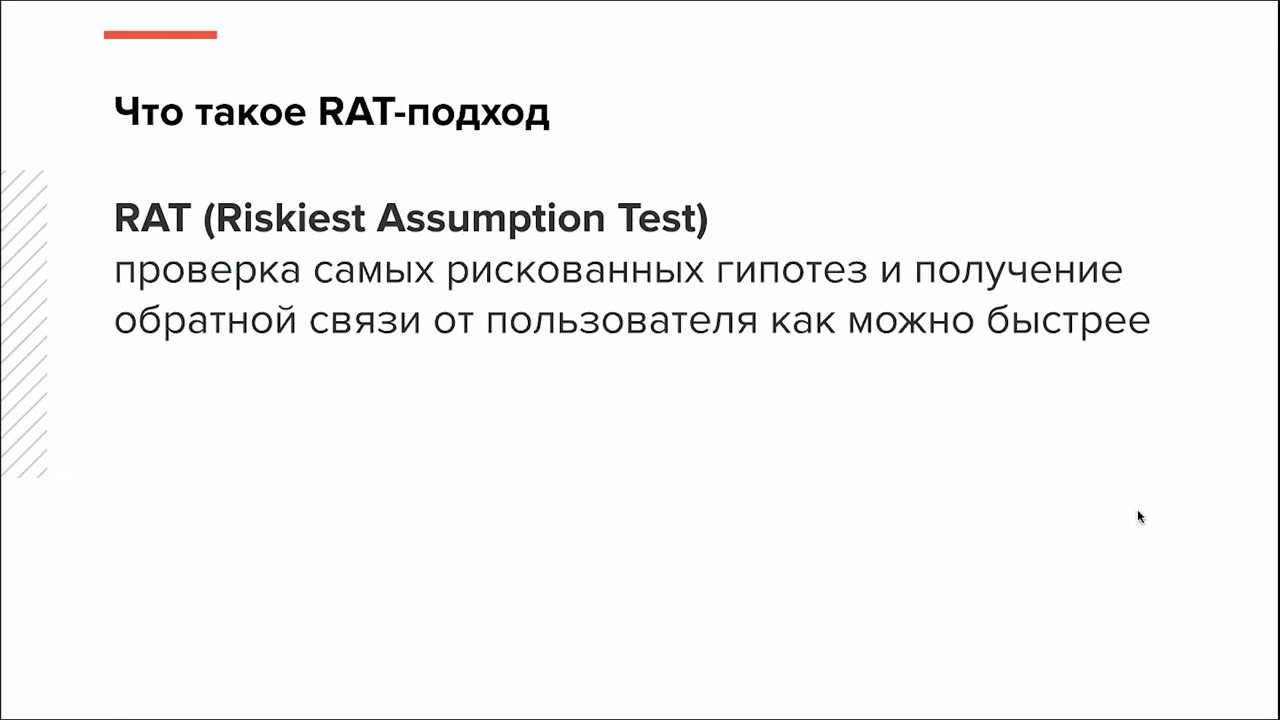 Что такое RAT-подход
RAT (Riskiest Assumption Test)
проверка самых рискованных гипотез и получение
обратной связи от пользователя как можно быстрее